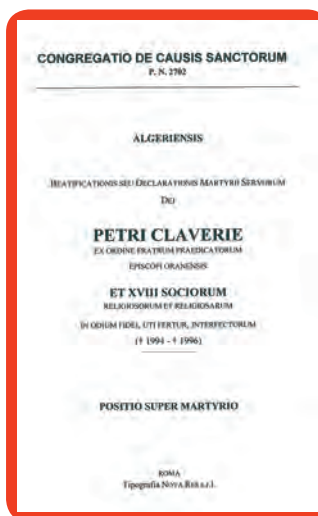 CONGREGATIO DE CAUSIS SANCTORUM
P. N. 2702
ALGERIENSIS
BEATIFICATIONIS SEU DECLARATIONIS MARTYRII SERVORUM
DEI
PETRI CLAVERIE
EX ORDINE FRATRUM PRAEDICATORUM
EPISCOPI ORANENSIS
ET XVIII SOCIORUM
RELIGIOSORUM ET RELIGIOSARUM
IN ODIUM FIDEI, UTI FERTUR, INTERFECTORUM
(† 1994 - † 1996)
POSITIO SUPER MARTYRIO
ROMA
Tipografia NOVA RES s.r.l.